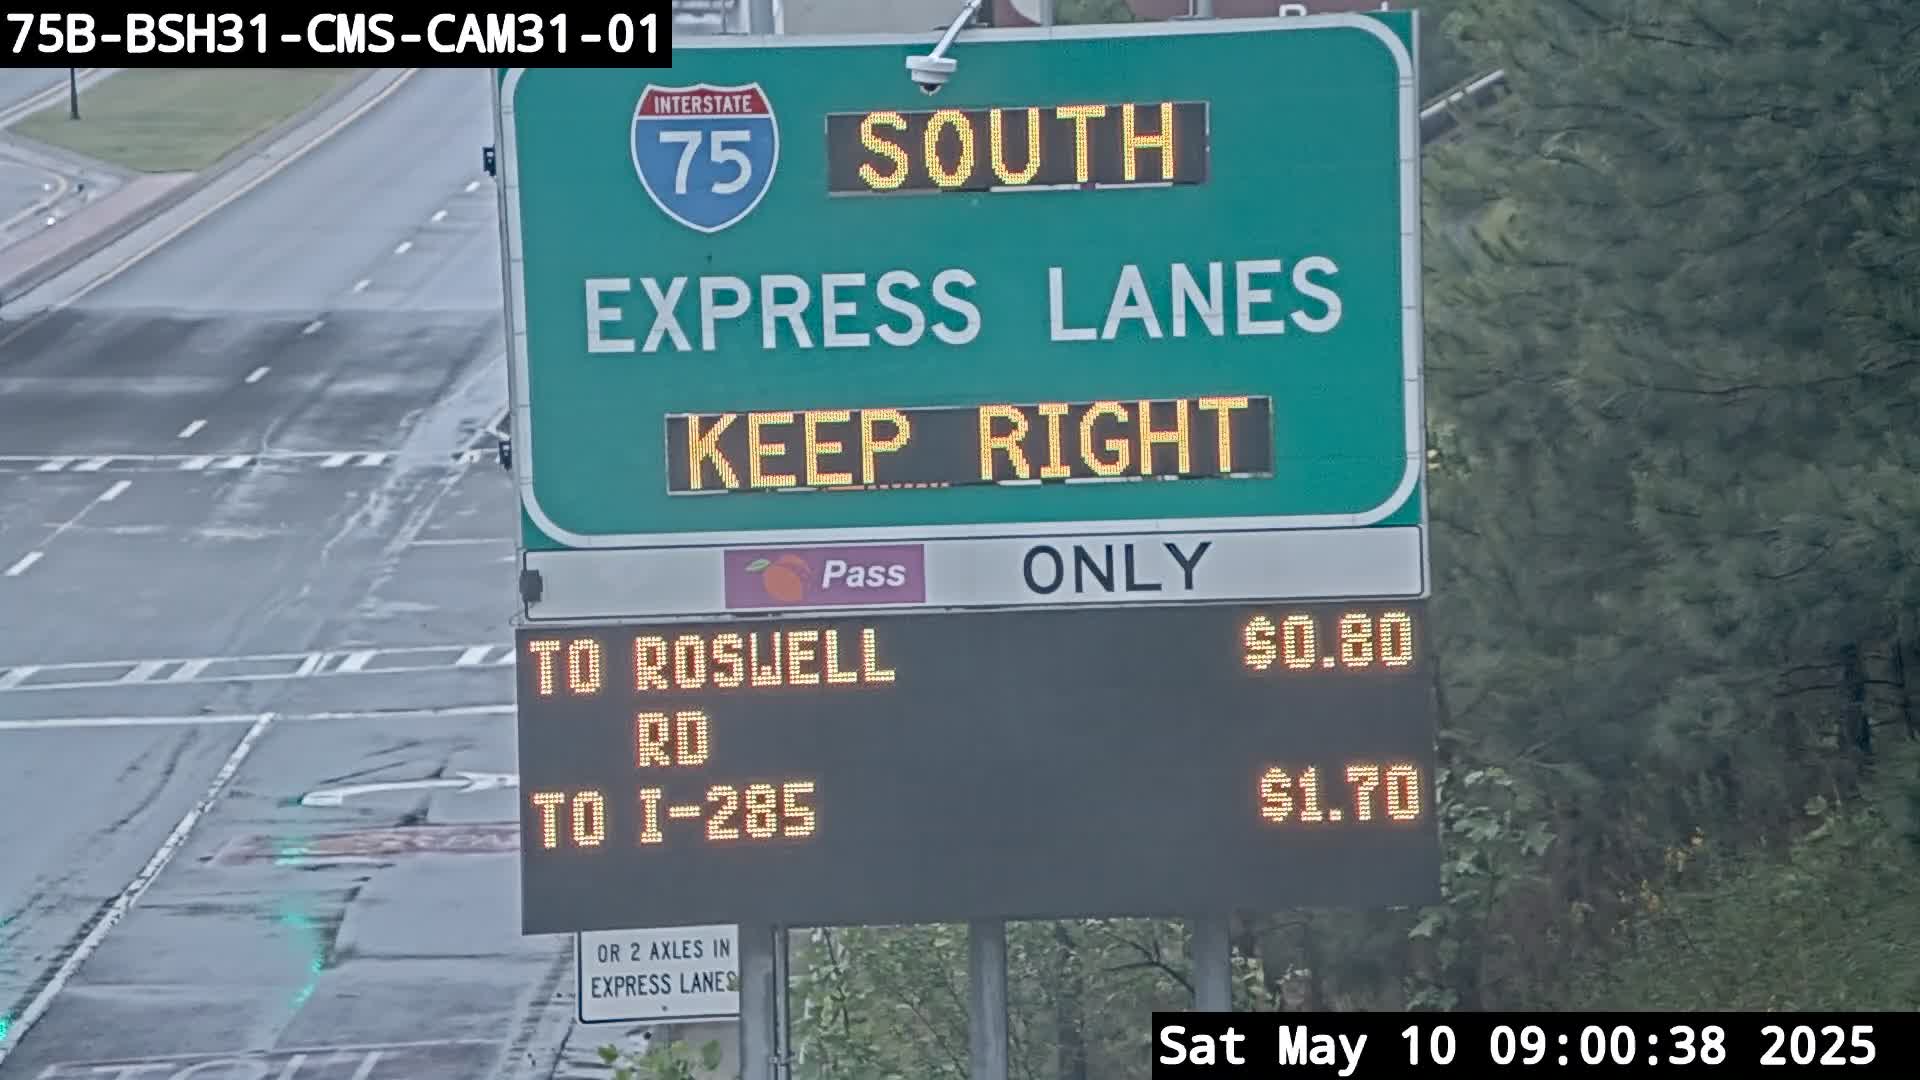 75B-BSH31-CMS-CAM31-01
INTERSTATE
75
SOUTH
EXPRESS LANES
KEEP RIGHT
Pass ONLY
TO ROSWELL $0.80
RD
TO I-285 $1.70
OR 2 AXLES IN
EXPRESS LANES
Sat May 10 09:00:38 2025